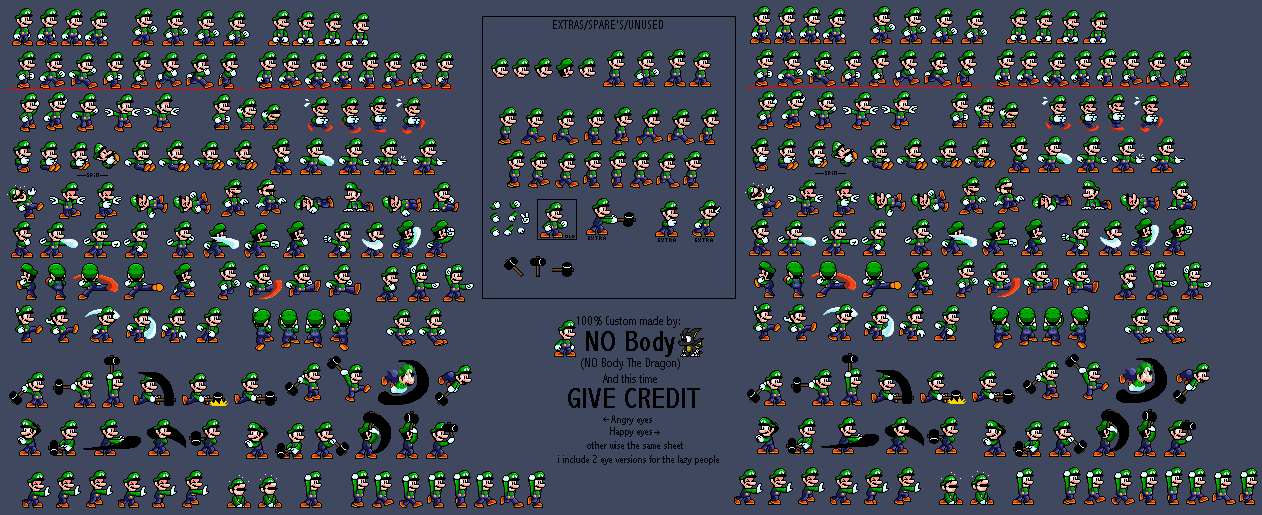 EXTRAS/SPARE'S/UNUSED
SPIN
SPIN
OLD
EXTRA
EXTRA
EXTRA
100% Custom made by:
NO Body
(NO Body The Dragon)
And this time
GIVE CREDIT
<-Angry eyes
Happy eyes->
other wise the same sheet
i include 2 eye versions for the lazy people